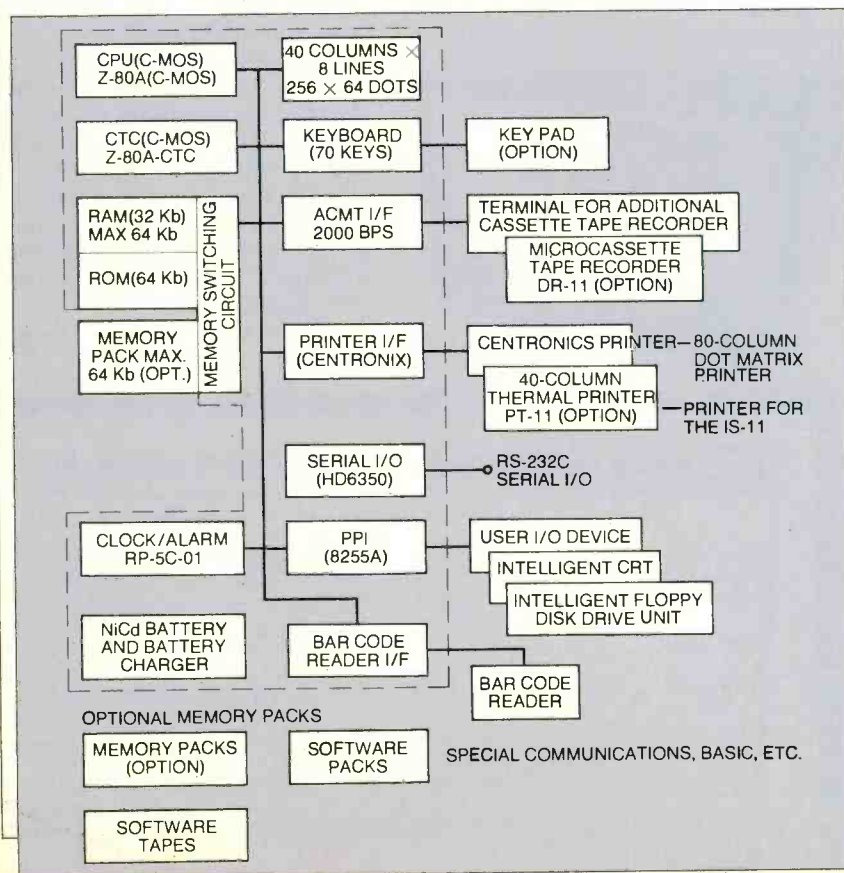 CPU(C-MOS)
Z-80A(C-MOS)
40 COLUMNS ×
8 LINES
256 × 64 DOTS
CTC(C-MOS)
Z-80A-CTC
KEYBOARD
(70 KEYS)
KEY PAD
(OPTION)
RAM(32 Kb)
MAX 64 Kb
ROM(64 Kb)
MEMORY SWITCHING
CIRCUIT
ACMT I/F
2000 BPS
TERMINAL FOR ADDITIONAL
CASSETTE TAPE RECORDER
MICROCASSETTE
TAPE RECORDER
DR-11 (OPTION)
MEMORY
PACK MAX.
64 Kb (OPT.)
PRINTER I/F
(CENTRONIX)
CENTRONICS PRINTER
80-COLUMN
DOT MATRIX
PRINTER
40-COLUMN
THERMAL PRINTER
PT-11 (OPTION)
PRINTER FOR
THE IS-11
SERIAL I/O
(HD6350)
RS-232C
SERIAL I/O
CLOCK/ALARM
RP-5C-01
PPI
(8255A)
USER I/O DEVICE
INTELLIGENT CRT
INTELLIGENT FLOPPY
DISK DRIVE UNIT
NiCd BATTERY
AND BATTERY
CHARGER
BAR CODE
READER I/F
BAR CODE
READER
OPTIONAL MEMORY PACKS
MEMORY PACKS
(OPTION)
SOFTWARE
PACKS
SPECIAL COMMUNICATIONS, BASIC, ETC.
SOFTWARE
TAPES